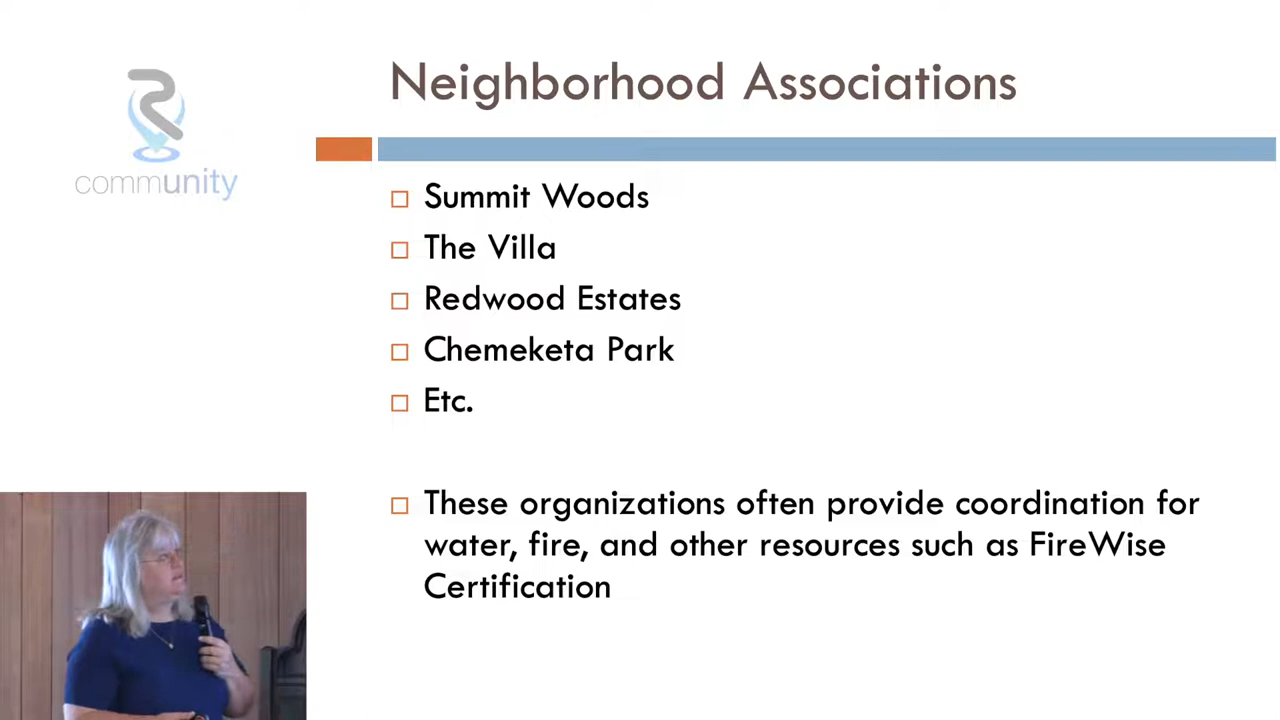 Neighborhood Associations
community
Summit Woods
The Villa
Redwood Estates
Chemeketa Park
Etc.
These organizations often provide coordination for
water, fire, and other resources such as FireWise
Certification